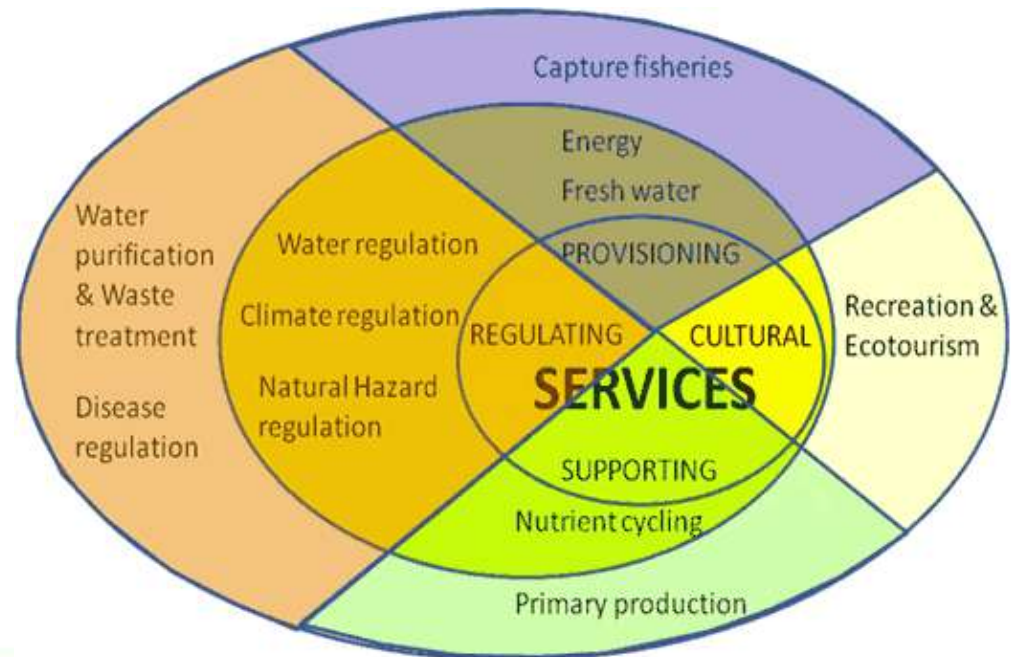 Capture fisheries
Energy
Fresh water
PROVISIONING
Water
purification
& Waste
treatment
Disease
regulation
Water regulation
Climate regulation
Natural Hazard
regulation
REGULATING
CULTURAL
Recreation &
Ecotourism
SERVICES
SUPPORTING
Nutrient cycling
Primary production